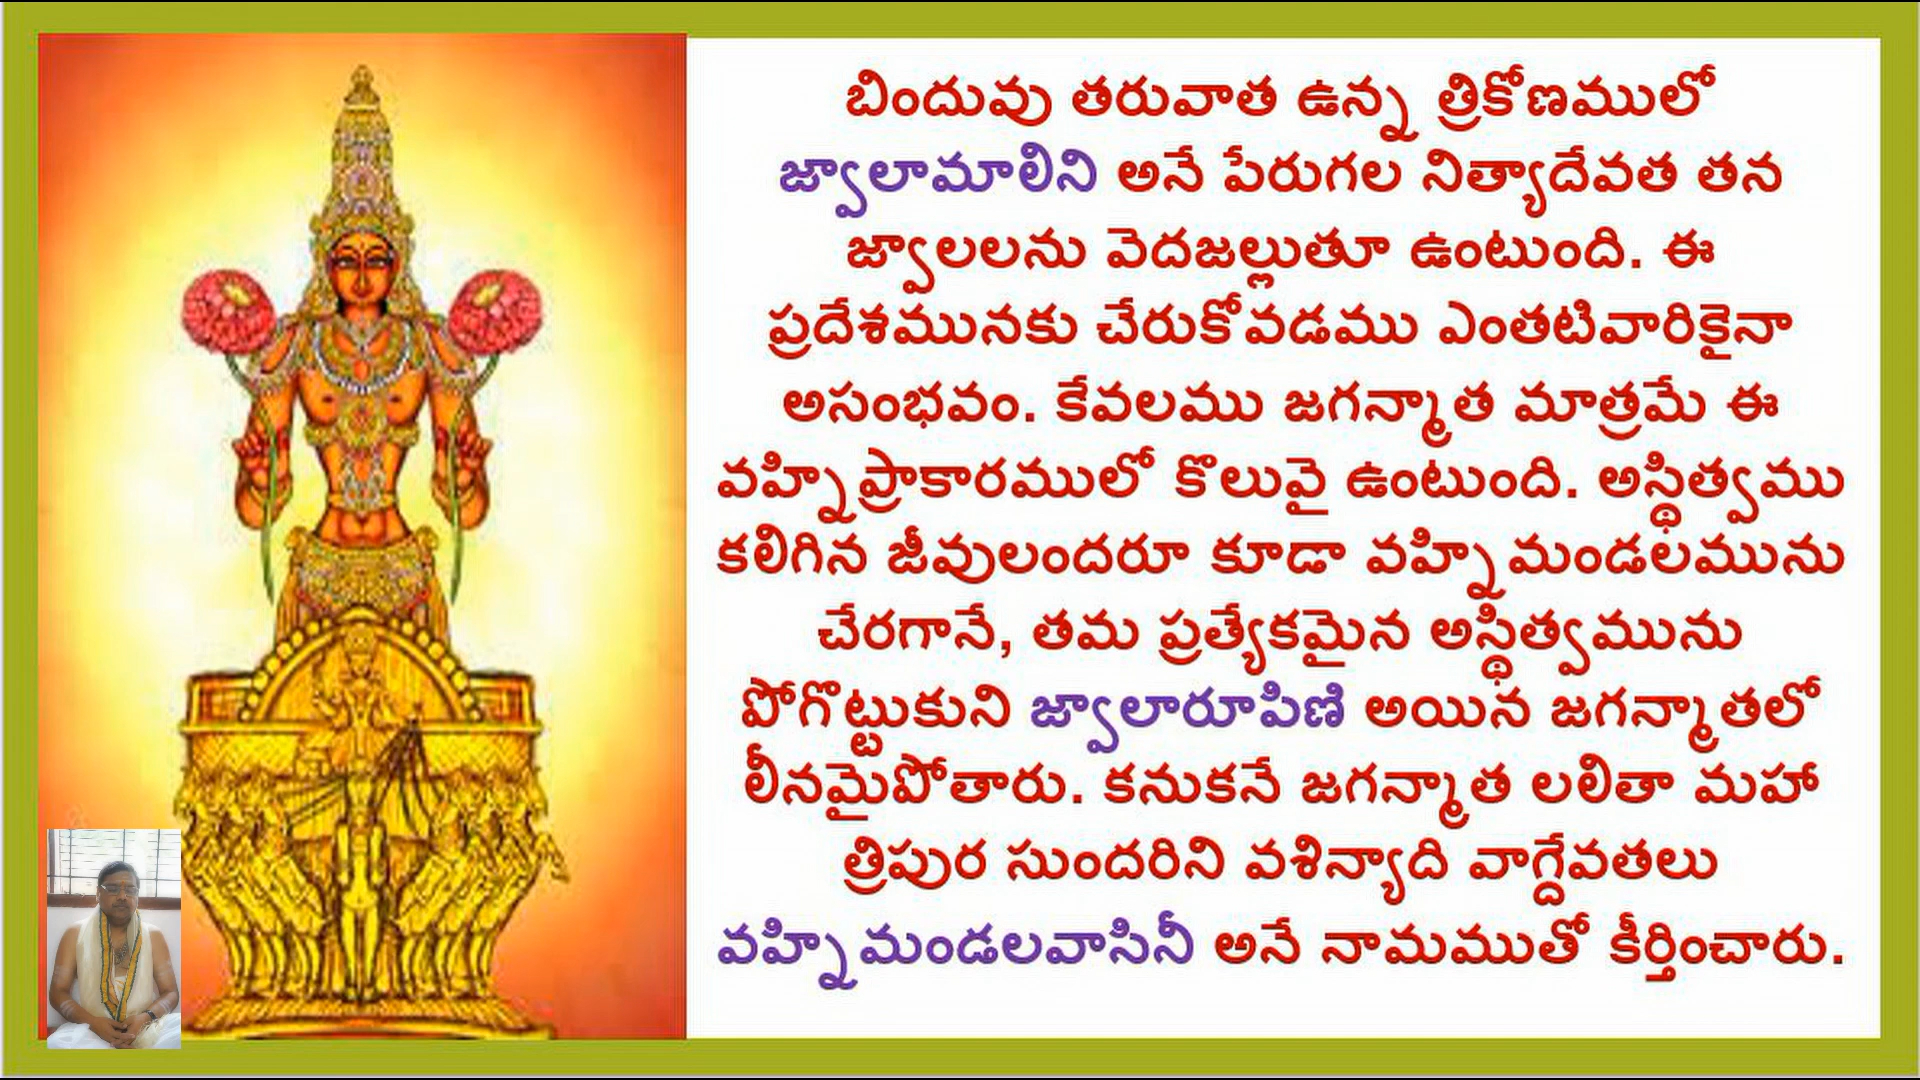 బిందువు తరువాత ఉన్న త్రికోణములో
జ్వాలామాలిని అనే పేరుగల నిత్యాదేవత తన
జ్వాలలను వెదజల్లుతూ ఉంటుంది. ఈ
ప్రదేశమునకు చేరుకోవడము ఎంతటివారికైనా
అసంభవం. కేవలము జగన్మాత మాత్రమే ఈ
వహ్నిప్రాకారములో కొలువై ఉంటుంది. అస్థిత్వము
కలిగిన జీవులందరూ కూడా వహ్నిమండలమును
చేరగానే, తమ ప్రత్యేకమైన అస్థిత్వమును
పోగొట్టుకుని జ్వాలారూపిణి అయిన జగన్మాతలో
లీనమైపోతారు. కనుకనే జగన్మాత లలితా మహా
త్రిపుర సుందరిని వశిన్యాది వాగ్దేవతలు
వహ్నిమండలవాసినీ అనే నామముతో కీర్తించారు.